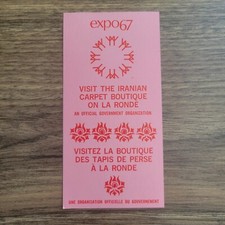 expo67
VISIT THE IRANIAN
CARPET BOUTIQUE
ON LA RONDE
AN OFFICIAL GOVERNMENT ORGANIZATION
VISITEZ LA BOUTIQUE
DES TAPIS DE PERSE
À LA RONDE
UNE ORGANISATION OFFICIELLE DU GOUVERNEMENT